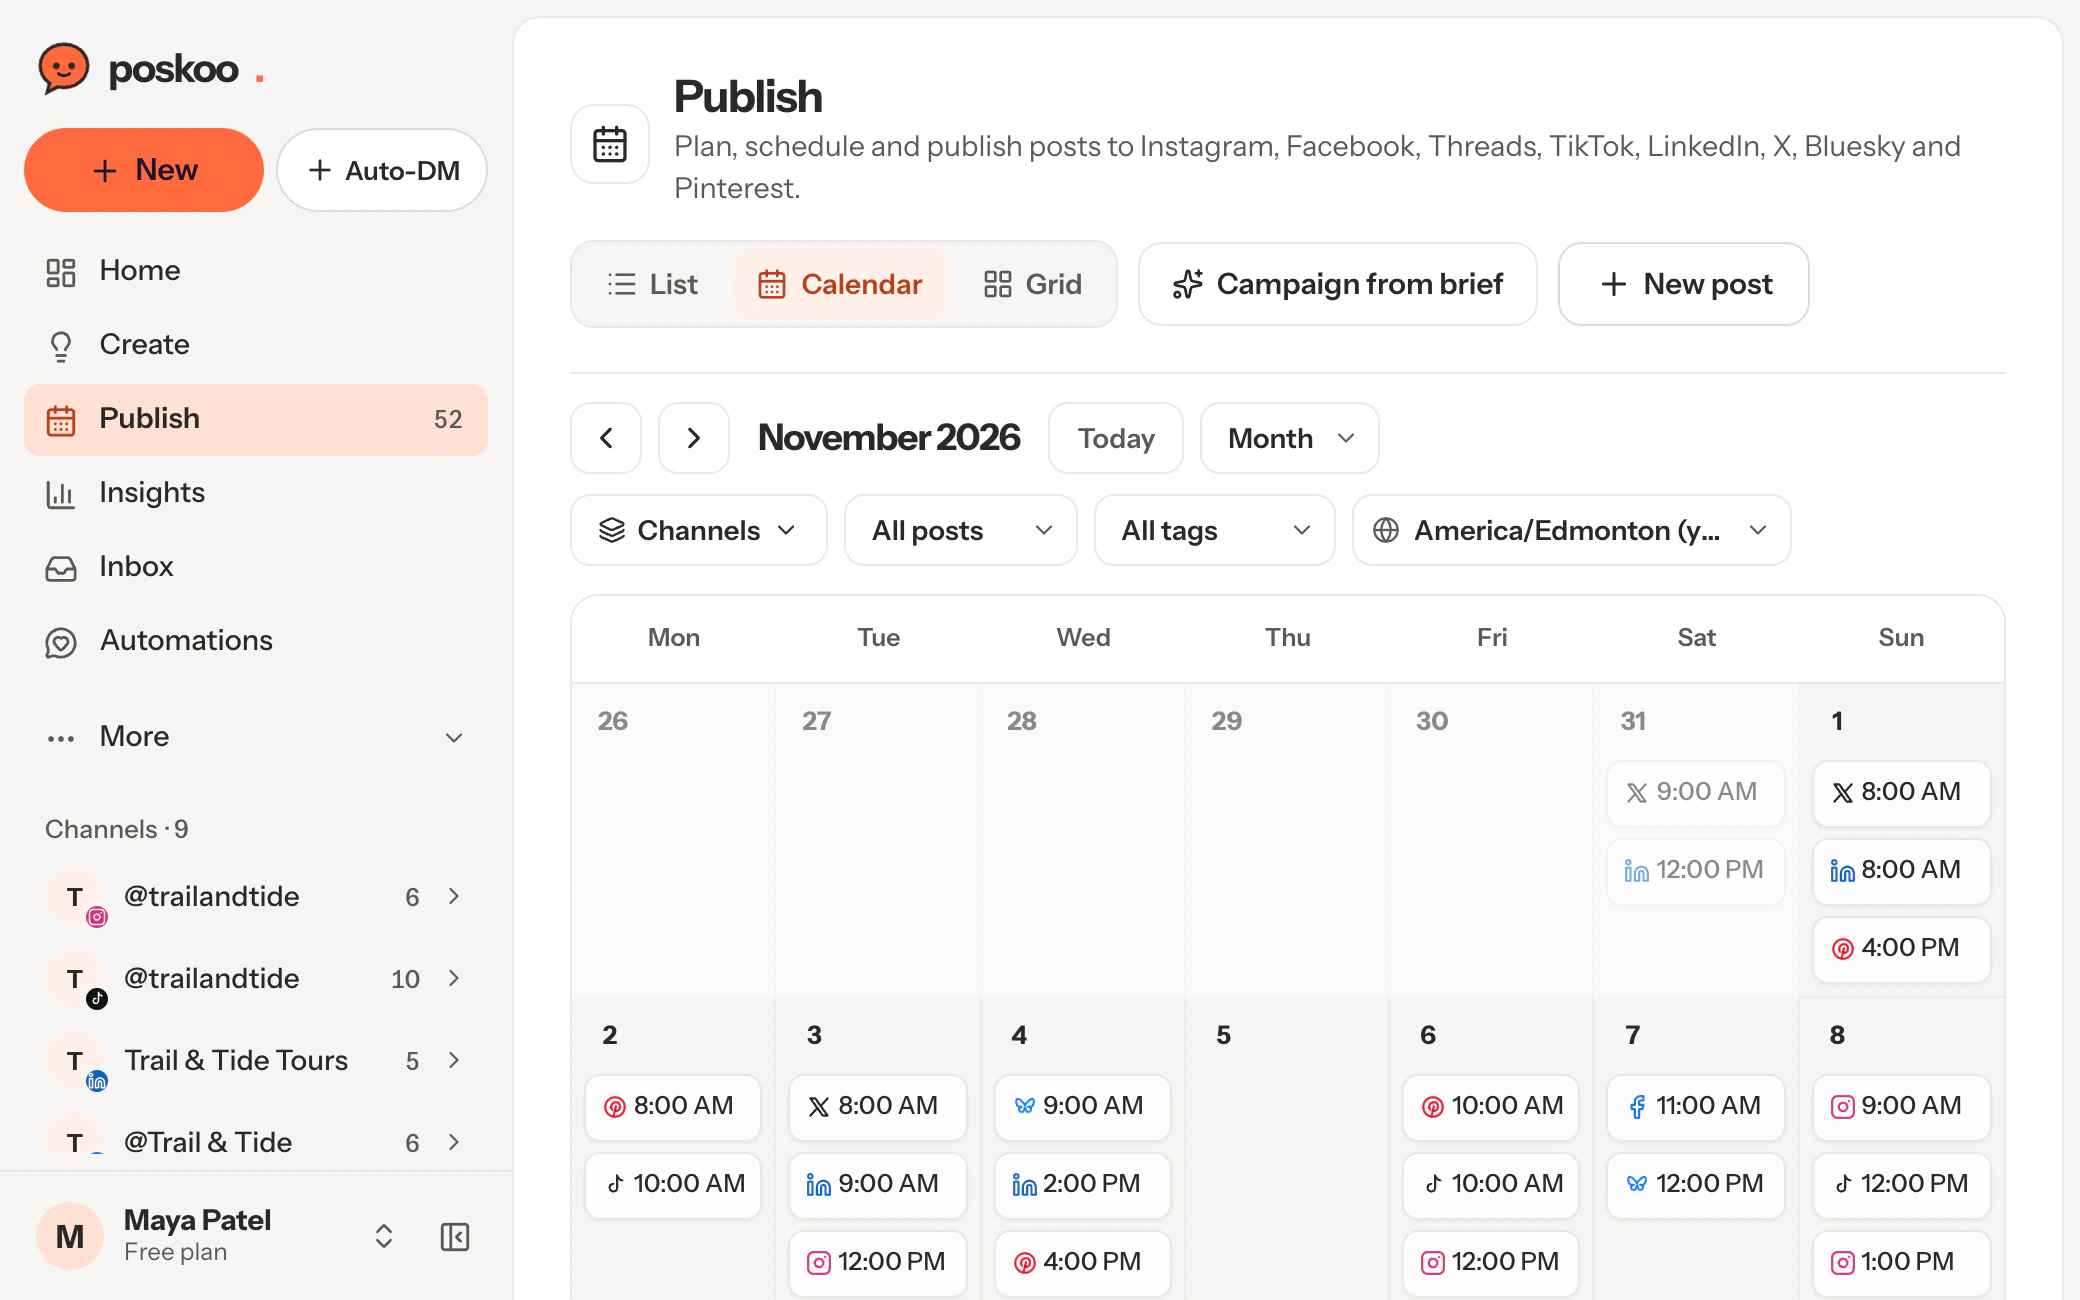 poskoo.
New
Auto-DM
Home
Create
Publish 52
Insights
Inbox
Automations
More
Channels · 9
T @trailandtide 6
T @trailandtide 10
T Trail & Tide Tours 5
T @Trail & Tide 6
M Maya Patel
Free plan
Publish
Plan, schedule and publish posts to Instagram, Facebook, Threads, TikTok, LinkedIn, X, Bluesky and
Pinterest.
List Calendar Grid Campaign from brief New post
November 2026 Today Month
Channels All posts All tags America/Edmonton (y...
Mon Tue Wed Thu Fri Sat Sun
26 27 28 29 30 31 1
9:00 AM 8:00 AM
12:00 PM 8:00 AM
4:00 PM
2 3 4 5 6 7 8
8:00 AM 8:00 AM 9:00 AM 10:00 AM 11:00 AM 9:00 AM
10:00 AM 9:00 AM 2:00 PM 10:00 AM 12:00 PM 12:00 PM
12:00 PM 4:00 PM 12:00 PM 1:00 PM